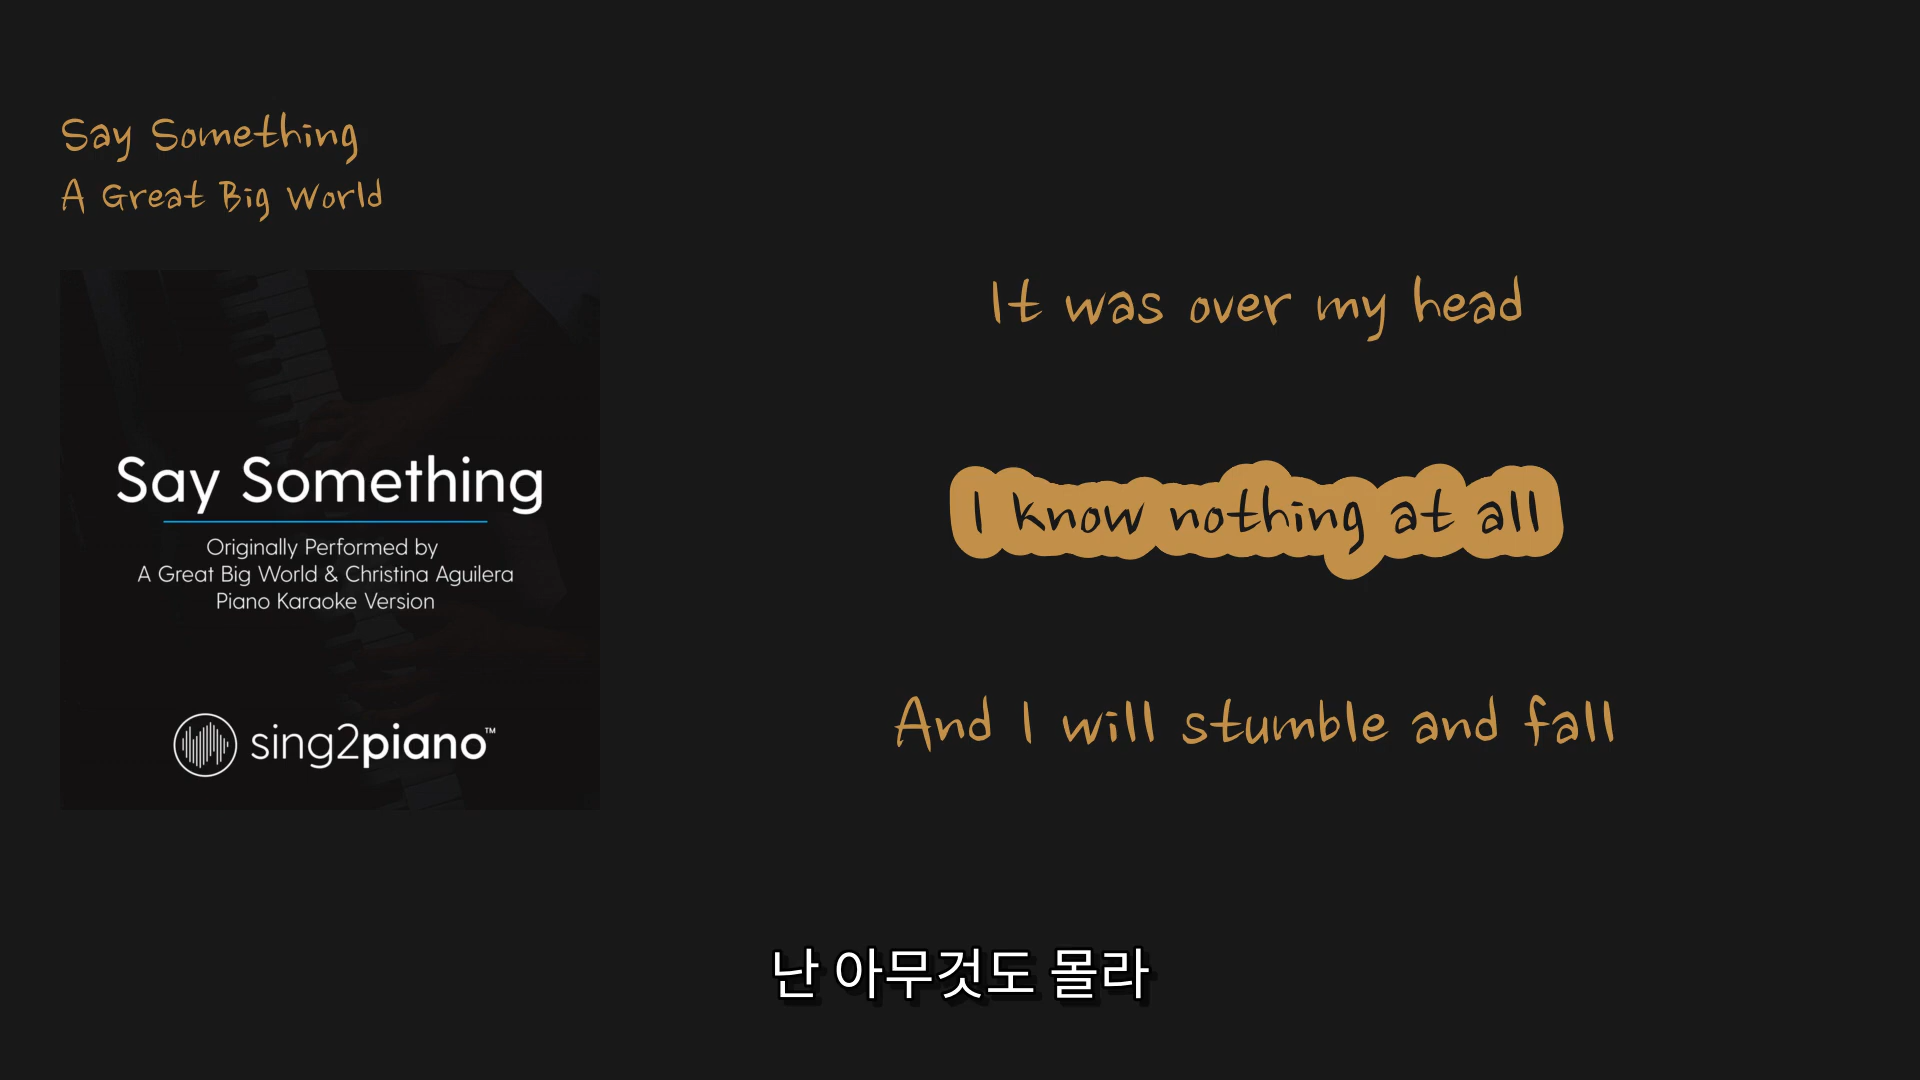 Say Something
A Great Big World
Say Something
Originally Performed by
A Great Big World & Christina Aguilera
Piano Karaoke Version
sing2piano™
It was over my head
I know nothing at all
And I will stumble and fall
난 아무것도 몰라